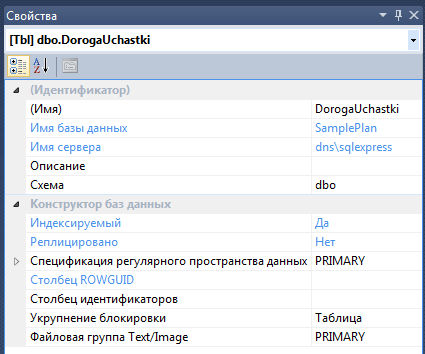 Свойства
[Tbl] dbo.DorogaUchastki
(Идентификатор)
(Имя) DorogaUchastki
Имя базы данных SamplePlan
Имя сервера dns\sqlexpress
Описание
Схема dbo
Конструктор баз данных
Индексируемый Да
Реплицировано Нет
Спецификация регулярного пространства данных PRIMARY
Столбец ROWGUID
Столбец идентификаторов
Укрупнение блокировки Таблица
Файловая группа Text/Image PRIMARY